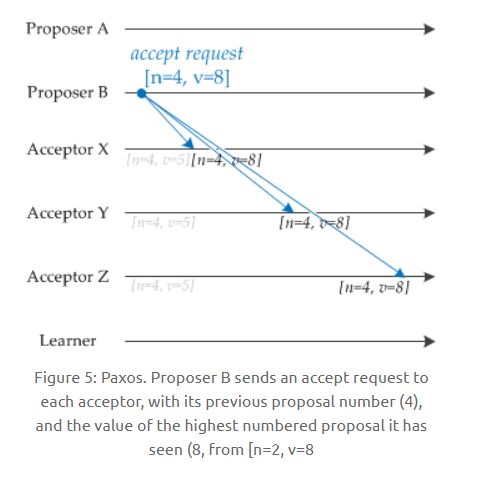 Proposer A
accept request
[n=4, v=8]
Proposer B
Acceptor X
[n=4, v=5] [n=4, v=8]
Acceptor Y
[n=4, v=5]
[n=4, v=8]
Acceptor Z
[n=4, v=5]
[n=4, v=8]
Learner
Figure 5: Paxos. Proposer B sends an accept request to
each acceptor, with its previous proposal number (4),
and the value of the highest numbered proposal it has
seen (8, from [n=2, v=8